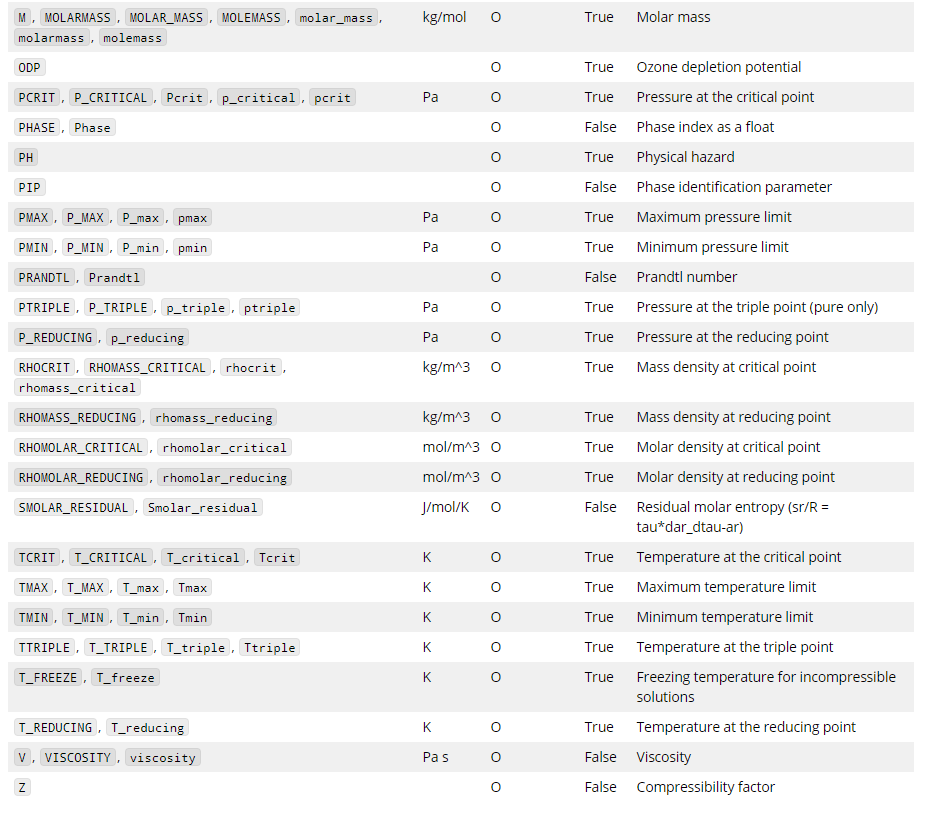 M, MOLARMASS, MOLAR_MASS, MOLEMASS, molar_mass, kg/mol O True Molar mass
molarmass, molemass
ODP O True Ozone depletion potential
PCRIT, P_CRITICAL, Pcrit, p_critical, pcrit Pa O True Pressure at the critical point
PHASE, Phase O False Phase index as a float
PH O True Physical hazard
PIP O False Phase identification parameter
PMAX, P_MAX, P_max, pmax Pa O True Maximum pressure limit
PMIN, P_MIN, P_min, pmin Pa O True Minimum pressure limit
PRANDTL, Prandtl O False Prandtl number
PTRIPLE, P_TRIPLE, p_triple, ptriple Pa O True Pressure at the triple point (pure only)
P_REDUCING, p_reducing Pa O True Pressure at the reducing point
RHOCRIT, RHOMASS_CRITICAL, rhocrit, kg/m^3 O True Mass density at critical point
rhomass_critical
RHOMASS_REDUCING, rhomass_reducing kg/m^3 O True Mass density at reducing point
RHOMOLAR_CRITICAL, rhomolar_critical mol/m^3 O True Molar density at critical point
RHOMOLAR_REDUCING, rhomolar_reducing mol/m^3 O True Molar density at reducing point
SMOLAR_RESIDUAL, Smolar_residual J/mol/K O False Residual molar entropy (sr/R =
tau*dar_dtau-ar)
TCRIT, T_CRITICAL, T_critical, Tcrit K O True Temperature at the critical point
TMAX, T_MAX, T_max, Tmax K O True Maximum temperature limit
TMIN, T_MIN, T_min, Tmin K O True Minimum temperature limit
TTRIPLE, T_TRIPLE, T_triple, Ttriple K O True Temperature at the triple point
T_FREEZE, T_freeze K O True Freezing temperature for incompressible
solutions
T_REDUCING, T_reducing K O True Temperature at the reducing point
V, VISCOSITY, viscosity Pa s O False Viscosity
Z O False Compressibility factor